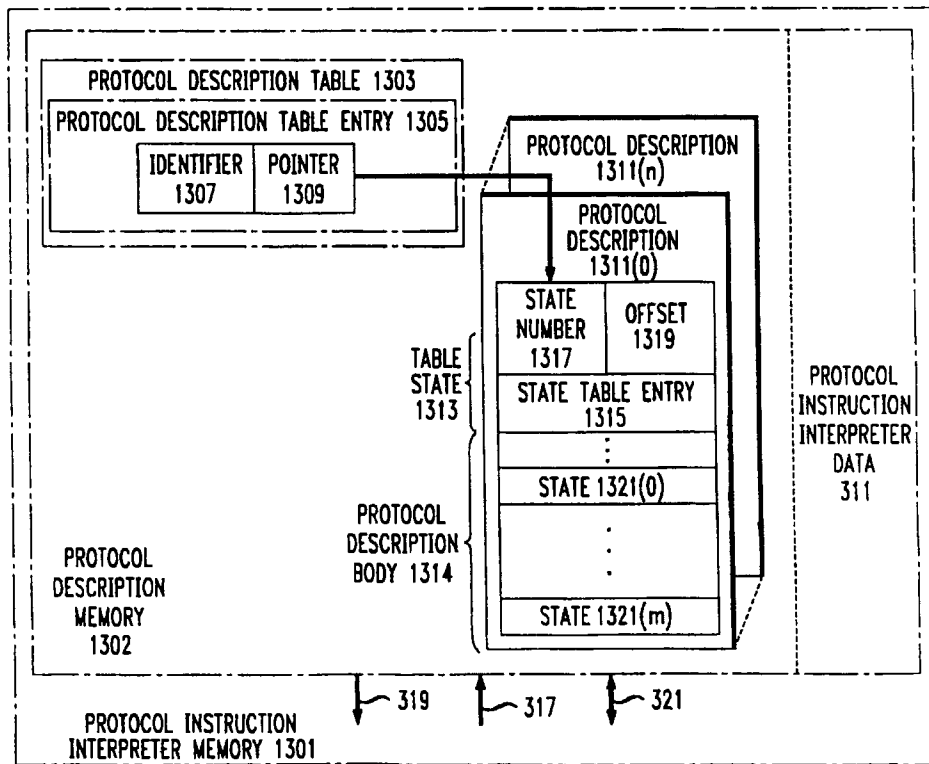 PROTOCOL DESCRIPTION TABLE 1303
PROTOCOL DESCRIPTION TABLE ENTRY 1305
IDENTIFIER
1307
POINTER
1309
PROTOCOL DESCRIPTION
1311(n)
PROTOCOL
DESCRIPTION
1311(0)
STATE
NUMBER
1317
OFFSET
1319
TABLE
STATE
1313
STATE TABLE ENTRY
1315
STATE 1321(0)
PROTOCOL
DESCRIPTION
BODY 1314
STATE 1321(m)
PROTOCOL
INSTRUCTION
INTERPRETER
DATA
311
PROTOCOL
DESCRIPTION
MEMORY
1302
319
317
321
PROTOCOL INSTRUCTION
INTERPRETER MEMORY 1301